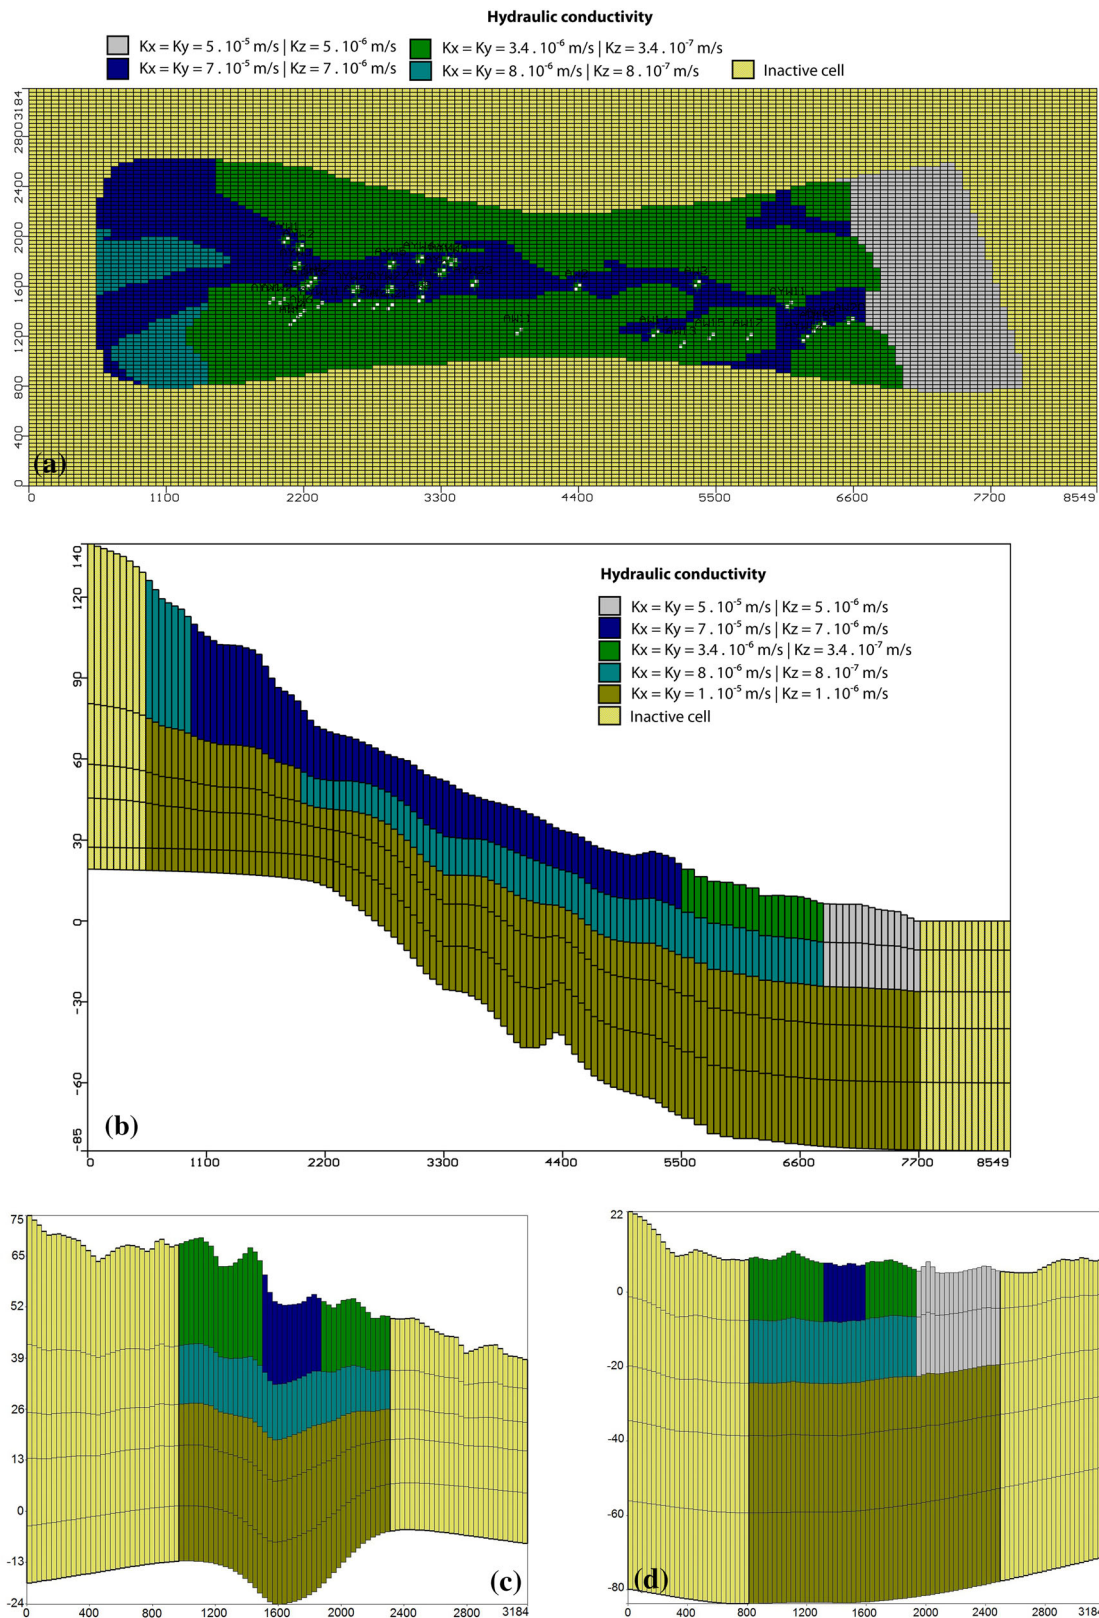 Hydraulic conductivity
Kx = Ky = 5 . 10⁻⁵ m/s | Kz = 5 . 10⁻⁶ m/s
Kx = Ky = 3.4 . 10⁻⁶ m/s | Kz = 3.4 . 10⁻⁷ m/s
Kx = Ky = 7 . 10⁻⁵ m/s | Kz = 7 . 10⁻⁶ m/s
Kx = Ky = 8 . 10⁻⁶ m/s | Kz = 8 . 10⁻⁷ m/s
Inactive cell
3184
2800
2400
2000
1600
1200
800
400
0
AW11
AW17
AYW11
(a)
0 1100 2200 3300 4400 5500 6600 7700 8549
140
120
90
60
30
0
-30
-60
-85
Hydraulic conductivity
Kx = Ky = 5 . 10⁻⁵ m/s | Kz = 5 . 10⁻⁶ m/s
Kx = Ky = 7 . 10⁻⁵ m/s | Kz = 7 . 10⁻⁶ m/s
Kx = Ky = 3.4 . 10⁻⁶ m/s | Kz = 3.4 . 10⁻⁷ m/s
Kx = Ky = 8 . 10⁻⁶ m/s | Kz = 8 . 10⁻⁷ m/s
Kx = Ky = 1 . 10⁻⁵ m/s | Kz = 1 . 10⁻⁶ m/s
Inactive cell
(b)
0 1100 2200 3300 4400 5500 6600 7700 8549
75
65
52
39
26
13
0
-13
-24
(c)
0 400 800 1200 1600 2000 2400 2800 3184
22
0
-20
-40
-60
-80
(d)
0 400 800 1200 1600 2000 2400 2800 3184